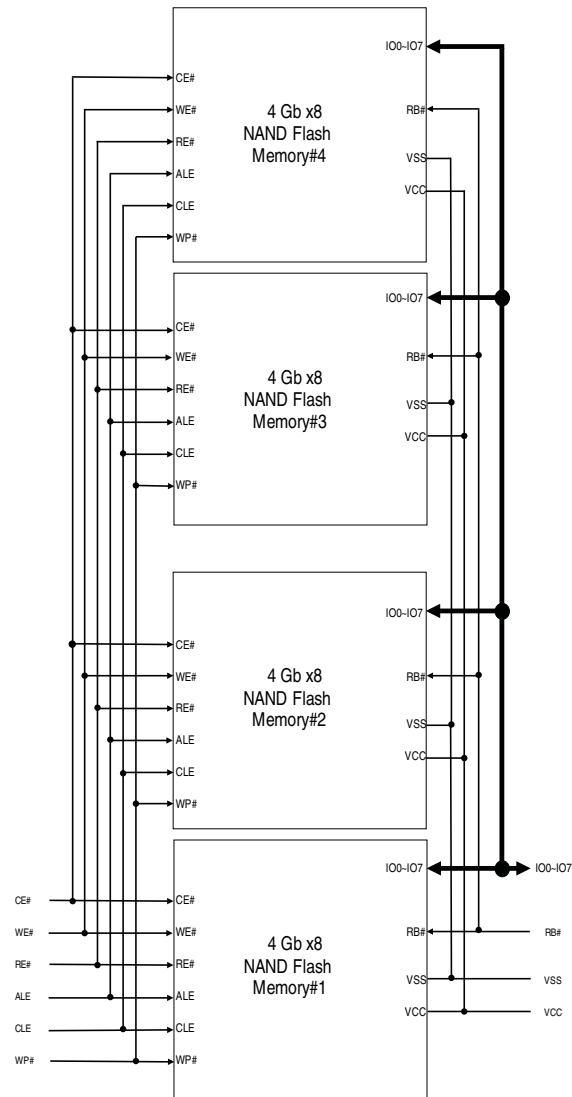 IO0~IO7
CE#
WE#
RE#
ALE
CLE
WP#
4 Gb x8
NAND Flash
Memory#4
RB#
VSS
VCC
IO0~IO7
CE#
WE#
RE#
ALE
CLE
WP#
4 Gb x8
NAND Flash
Memory#3
RB#
VSS
VCC
IO0~IO7
CE#
WE#
RE#
ALE
CLE
WP#
4 Gb x8
NAND Flash
Memory#2
RB#
VSS
VCC
IO0~IO7
IO0~IO7
CE#
WE#
RE#
ALE
CLE
WP#
CE#
WE#
RE#
ALE
CLE
WP#
4 Gb x8
NAND Flash
Memory#1
RB#
VSS
VCC
RB#
VSS
VCC